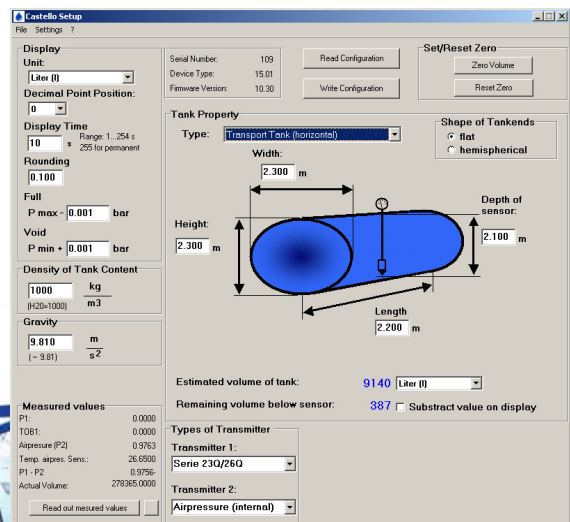 Castello Setup
File Settings ?
Display
Unit:
Liter (l)
Decimal Point Position:
0
Display Time
10 s Range: 1...254 s
255 for permanent
Rounding
0.100
Full
P max - 0.001 bar
Void
P min + 0.001 bar
Density of Tank Content
1000 kg
m3
(H20=1000)
Gravity
9.810 m
s2
(~ 9.81)
Measured values
P1: 0.0000
TOB1: 0.0000
Airpresure (P2) 0.9763
Temp. airpres. Sens.: 26.6500
P1 - P2 0.9756-
Actual Volume: 278365.0000
Read out mesured values
Serial Number: 109
Device Type: 15.01
Firmware Version: 10.30
Read Configuration
Write Configuration
Set/Reset Zero
Zero Volume
Reset Zero
Tank Property
Type: Transport Tank (horizontal)
Shape of Tankends
flat
hemispherical
Width:
2.300 m
Height:
2.300 m
Depth of
sensor:
2.100 m
Length
2.200 m
Estimated volume of tank: 9140 Liter (l)
Remaining volume below sensor: 387 Substract value on display
Types of Transmitter
Transmitter 1:
Serie 23Q/26Q
Transmitter 2:
Airpressure (internal)